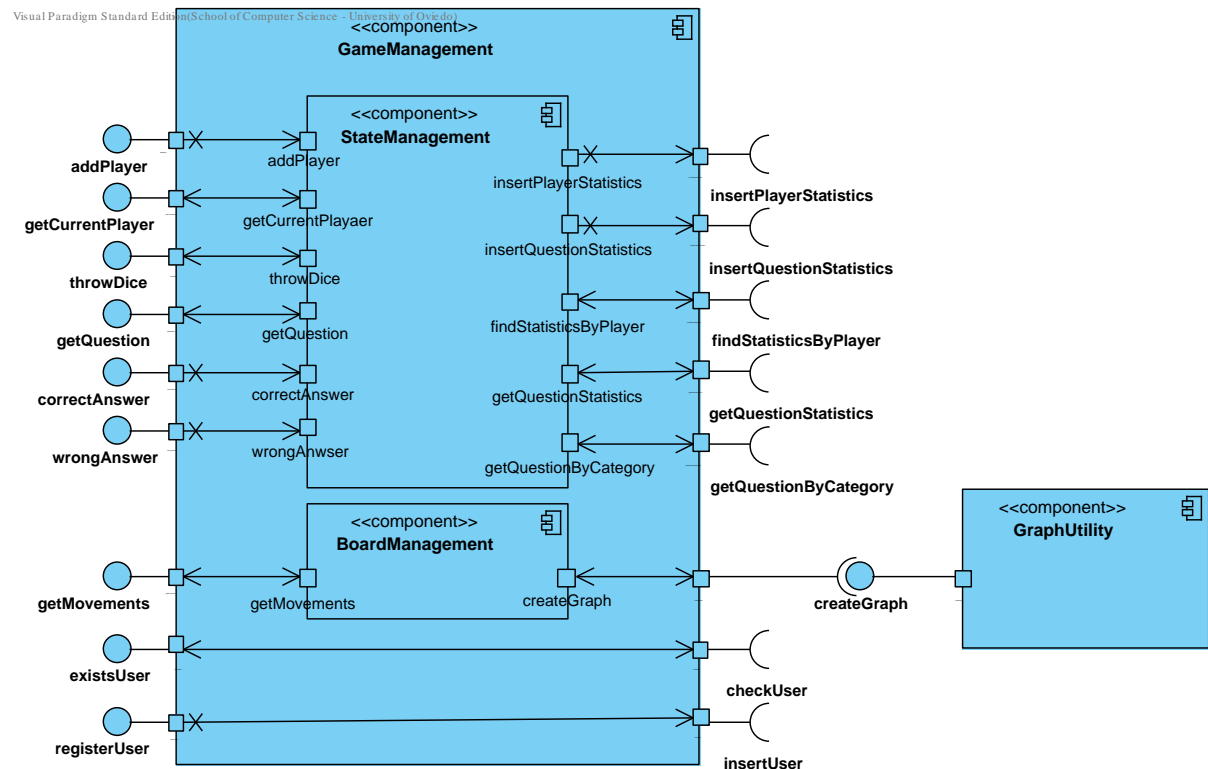 Visual Paradigm Standard Edition(School of Computer Science - University of Oviedo)
<<component>>
GameManagement
<<component>>
StateManagement
addPlayer
addPlayer
insertPlayerStatistics
insertPlayerStatistics
getCurrentPlayer
getCurrentPlayaer
insertQuestionStatistics
insertQuestionStatistics
throwDice
throwDice
getQuestion
getQuestion
findStatisticsByPlayer
findStatisticsByPlayer
correctAnswer
correctAnswer
getQuestionStatistics
getQuestionStatistics
wrongAnswer
wrongAnwser
getQuestionByCategory
getQuestionByCategory
<<component>>
GraphUtility
<<component>>
BoardManagement
getMovements
getMovements
createGraph
createGraph
existsUser
checkUser
registerUser
insertUser